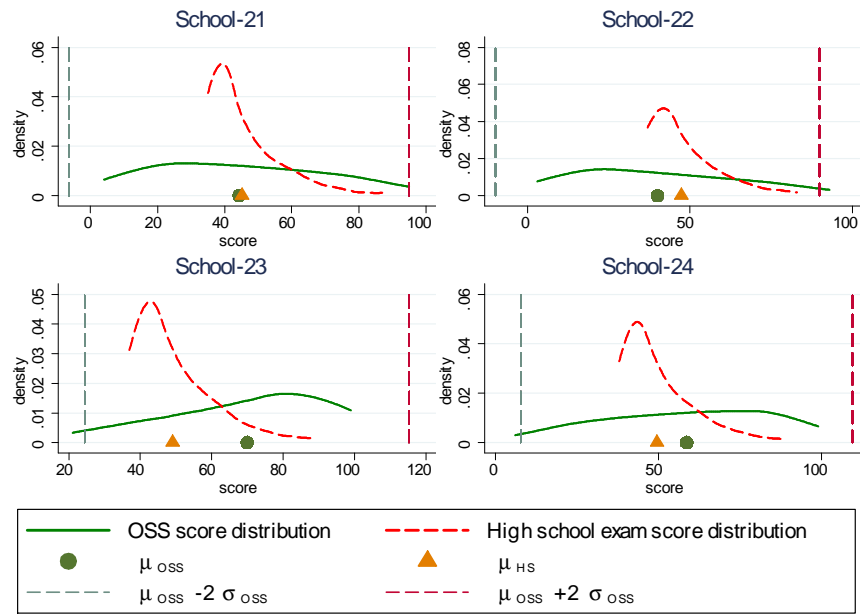 School-21
School-22
density
0 .02 .04 .06
0 20 40 60 80 100
score
density
0 .02 .04 .06 .08
0 50 100
score
School-23
School-24
density
0 .01 .02 .03 .04 .05
20 40 60 80 100 120
score
density
0 .02 .04 .06
0 50 100
score
OSS score distribution
High school exam score distribution
μ OSS
μ HS
μ OSS -2 σ OSS
μ OSS +2 σ OSS